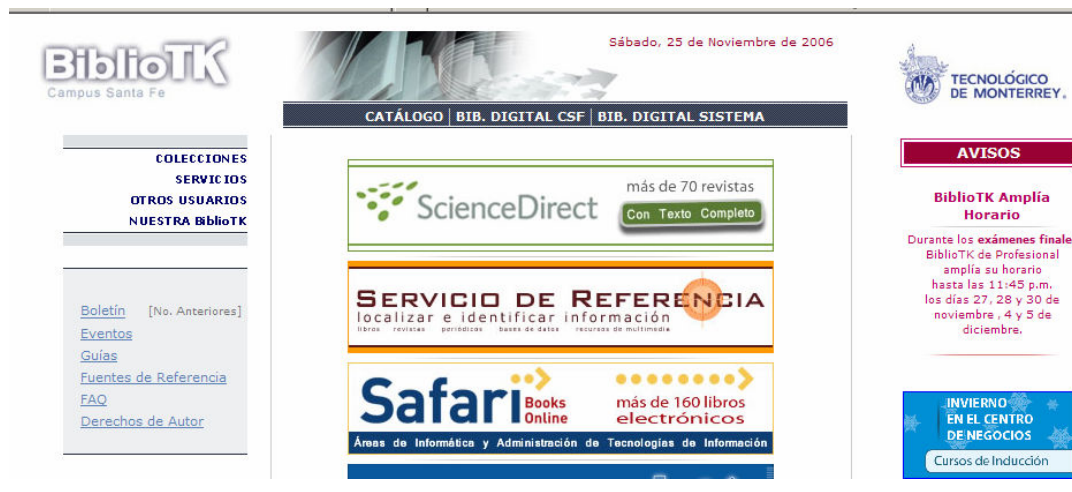 BiblioTK
Campus Santa Fe
Sábado, 25 de Noviembre de 2006
TECNOLÓGICO
DE MONTERREY.
CATÁLOGO | BIB. DIGITAL CSF | BIB. DIGITAL SISTEMA
COLECCIONES
SERVICIOS
OTROS USUARIOS
NUESTRA BiblioTK
Boletín [No. Anteriores]
Eventos
Guías
Fuentes de Referencia
FAQ
Derechos de Autor
ScienceDirect
más de 70 revistas
Con Texto Completo
SERVICIO DE REFERENCIA
localizar e identificar información
libros revistas periódicos bases de datos recursos de multimedia
Safari
Books
Online
más de 160 libros
electrónicos
Áreas de Informática y Administración de Tecnologías de Información
AVISOS
BiblioTK Amplía
Horario
Durante los exámenes finale
BiblioTK de Profesional
amplía su horario
hasta las 11:45 p.m.
los días 27, 28 y 30 de
noviembre , 4 y 5 de
diciembre.
INVIERNO
EN EL CENTRO
DE NEGOCIOS
Cursos de Inducción